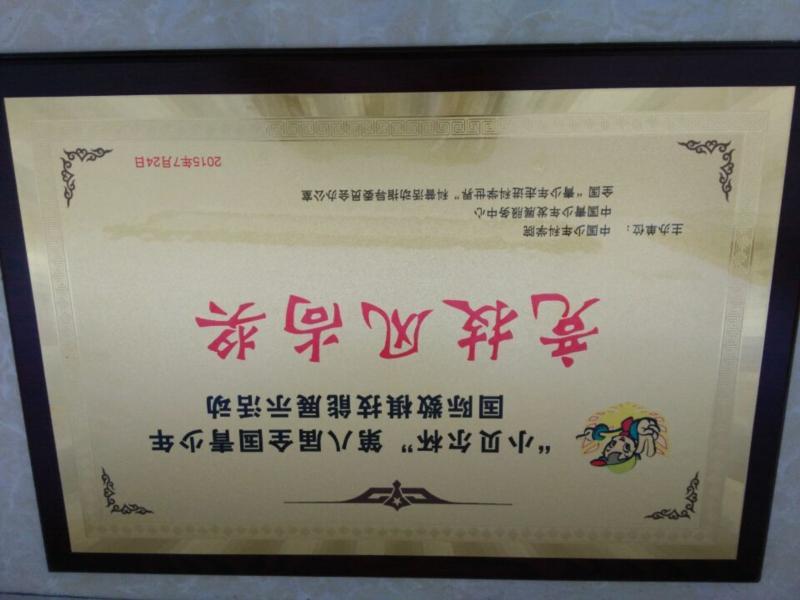 “小贝尔杯”第八届全国青少年
国际数棋技能展示活动
竞技风尚奖
主办单位：中国少年科学院
中国青少年发展服务中心
全国“青少年走进科学世界”科普活动指导委员会办公室
2015年7月24日